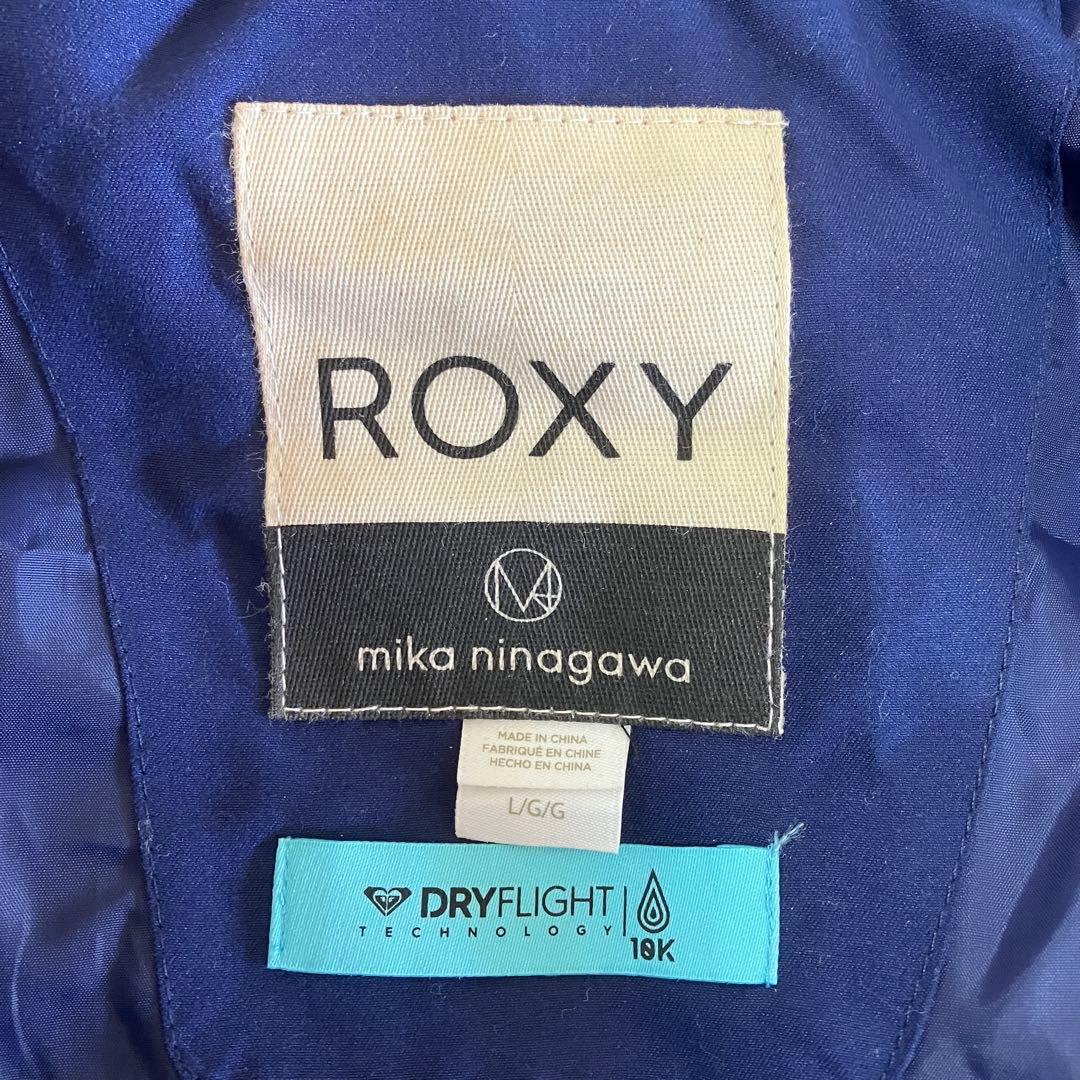 ROXY
mika ninagawa
MADE IN CHINA
FABRIQUÉ EN CHINE
HECHO EN CHINA
L/G/G
DRYFLIGHT
TECHNOLOGY
10K